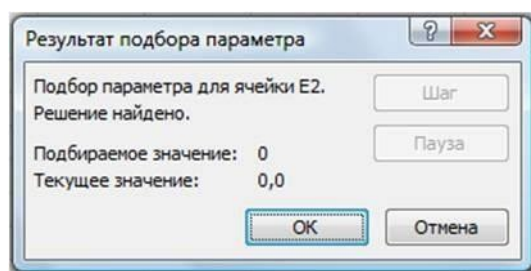 Результат подбора параметра
Подбор параметра для ячейки E2.
Решение найдено.
Подбираемое значение: 0
Текущее значение: 0,0
Шаг
Пауза
ОК
Отмена